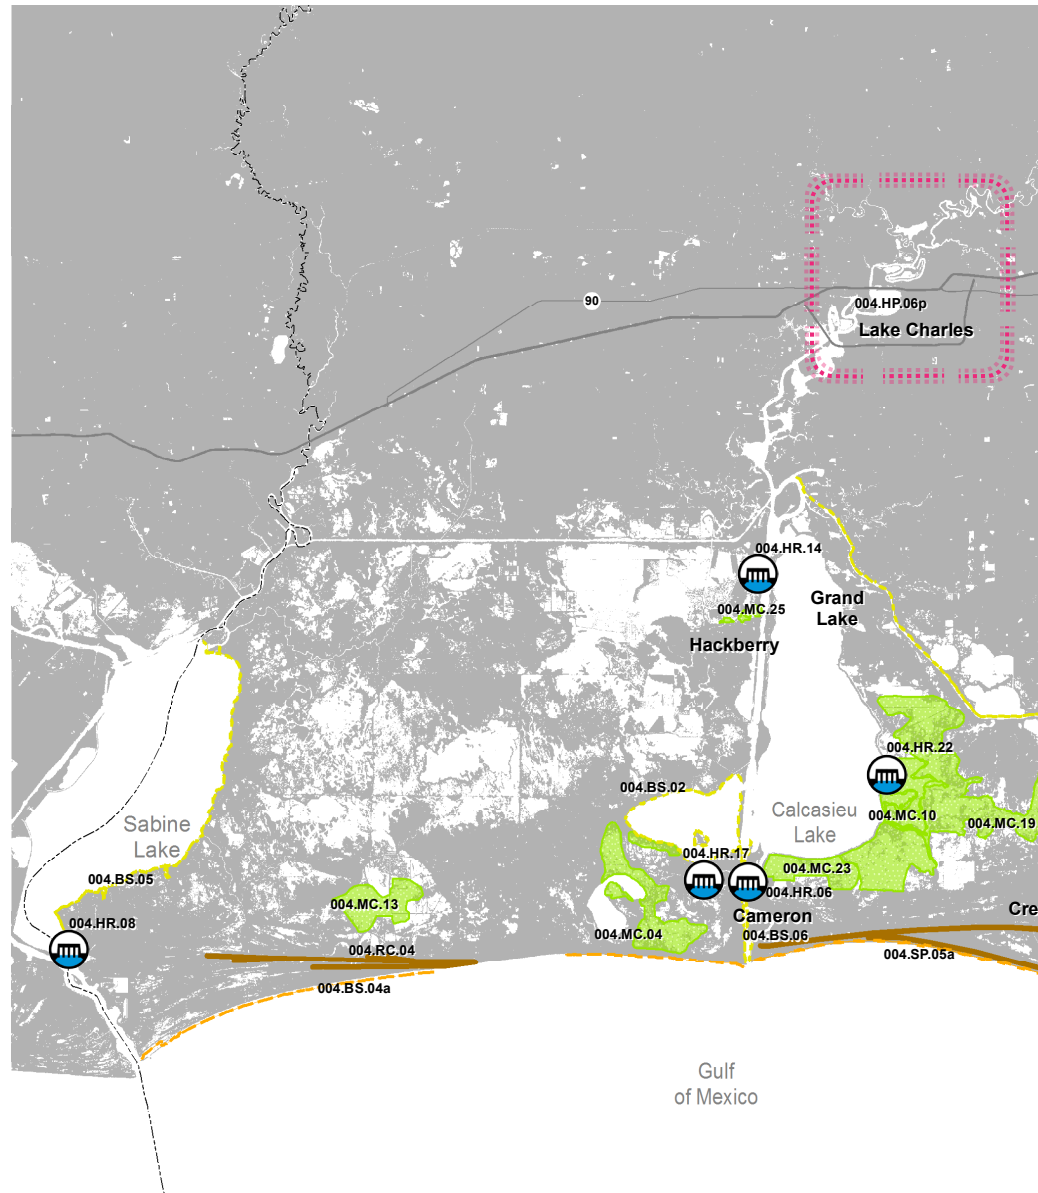 90
004.HP.06p
Lake Charles
004.HR.14
004.MC.25
Grand
Lake
Hackberry
004.HR.22
004.BS.02
Calcasieu
Lake
004.MC.10
004.MC.19
Sabine
Lake
004.HR.17
004.MC.23
004.BS.05
004.HR.06
004.MC.13
Cameron
Cre
004.HR.08
004.MC.04
004.BS.06
004.RC.04
004.SP.05a
004.BS.04a
Gulf
of Mexico